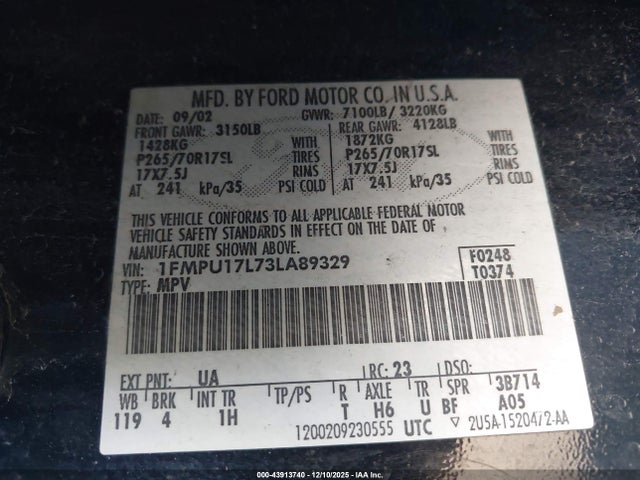 MFD. BY FORD MOTOR CO. IN U.S.A.
DATE: 09/02 GVWR: 7100LB/ 3220KG
FRONT GAWR: 3150LB REAR GAWR: 4128LB
1428KG WITH 1872KG WITH
P265/70R17SL TIRES P265/70R17SL TIRES
17X7.5J RIMS 17X7.5J RIMS
AT 241 kPa/35 PSI COLD AT 241 kPa/35 PSI COLD
THIS VEHICLE CONFORMS TO ALL APPLICABLE FEDERAL MOTOR
VEHICLE SAFETY STANDARDS IN EFFECT ON THE DATE OF
MANUFACTURE SHOWN ABOVE.
VIN: 1FMPU17L73LA89329 F0248
TYPE: MPV T0374
EXT PNT: UA RC: 23 DSO:
WB BRK INT TR TP/PS R AXLE TR SPR 3B714
119 4 1H T H6 U BF A05
1200209230555 UTC ▽ 2U5A-1520472-AA
000-43913740 - 12/10/2025 - IAAI.COM